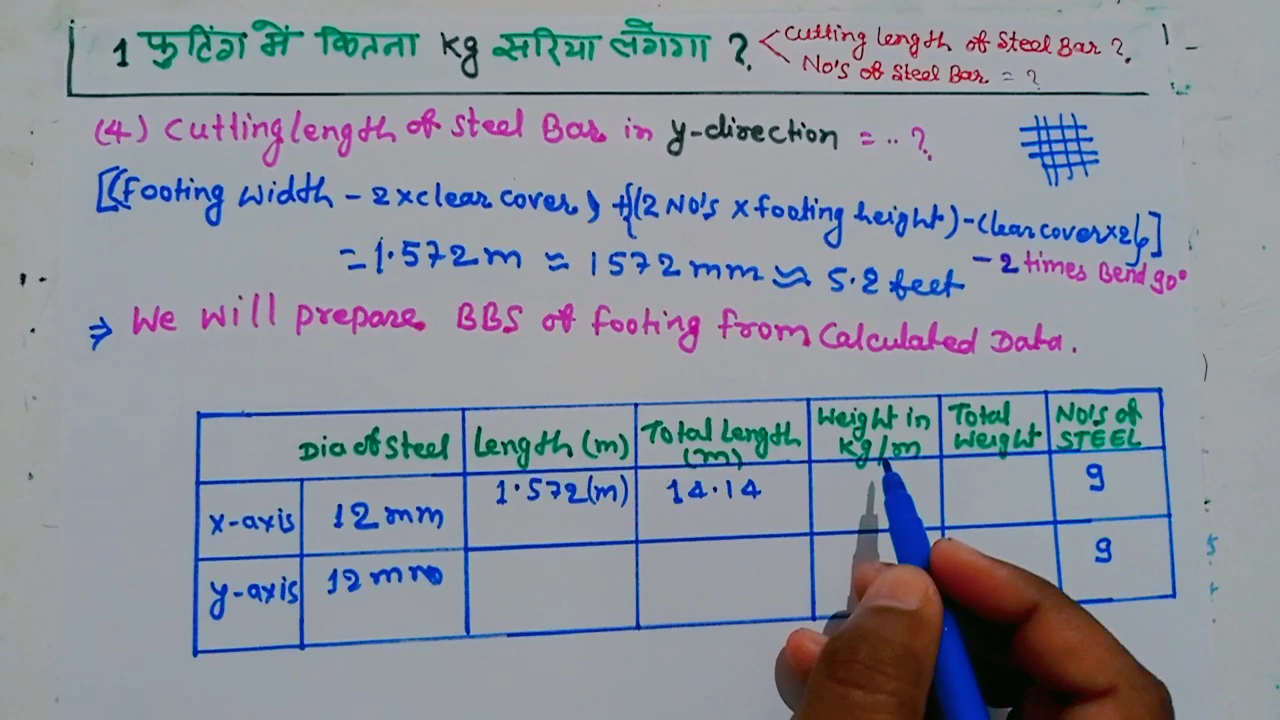 1 फुटिंग में कितना kg सरिया लगेगा ?
Cutting Length of Steel Bar ?
No's of Steel Bar = ?
(4) Cutting length of Steel Bar in y-direction = .. ?
[(Footing width - 2 x clear cover) + {(2 No's x footing height) - Clear cover x 2}]
= 1.572 m ≈ 1572 mm ≈ 5.2 feet
- 2 times Bend 90°
⇒ We will prepare BBS of footing from Calculated Data.
Dia of Steel Length (m) Total Length (m) Weight in kg/m Total Weight No's of STEEL
x-axis 12 mm 1.572(m) 14.14 9
y-axis 12 mm 9